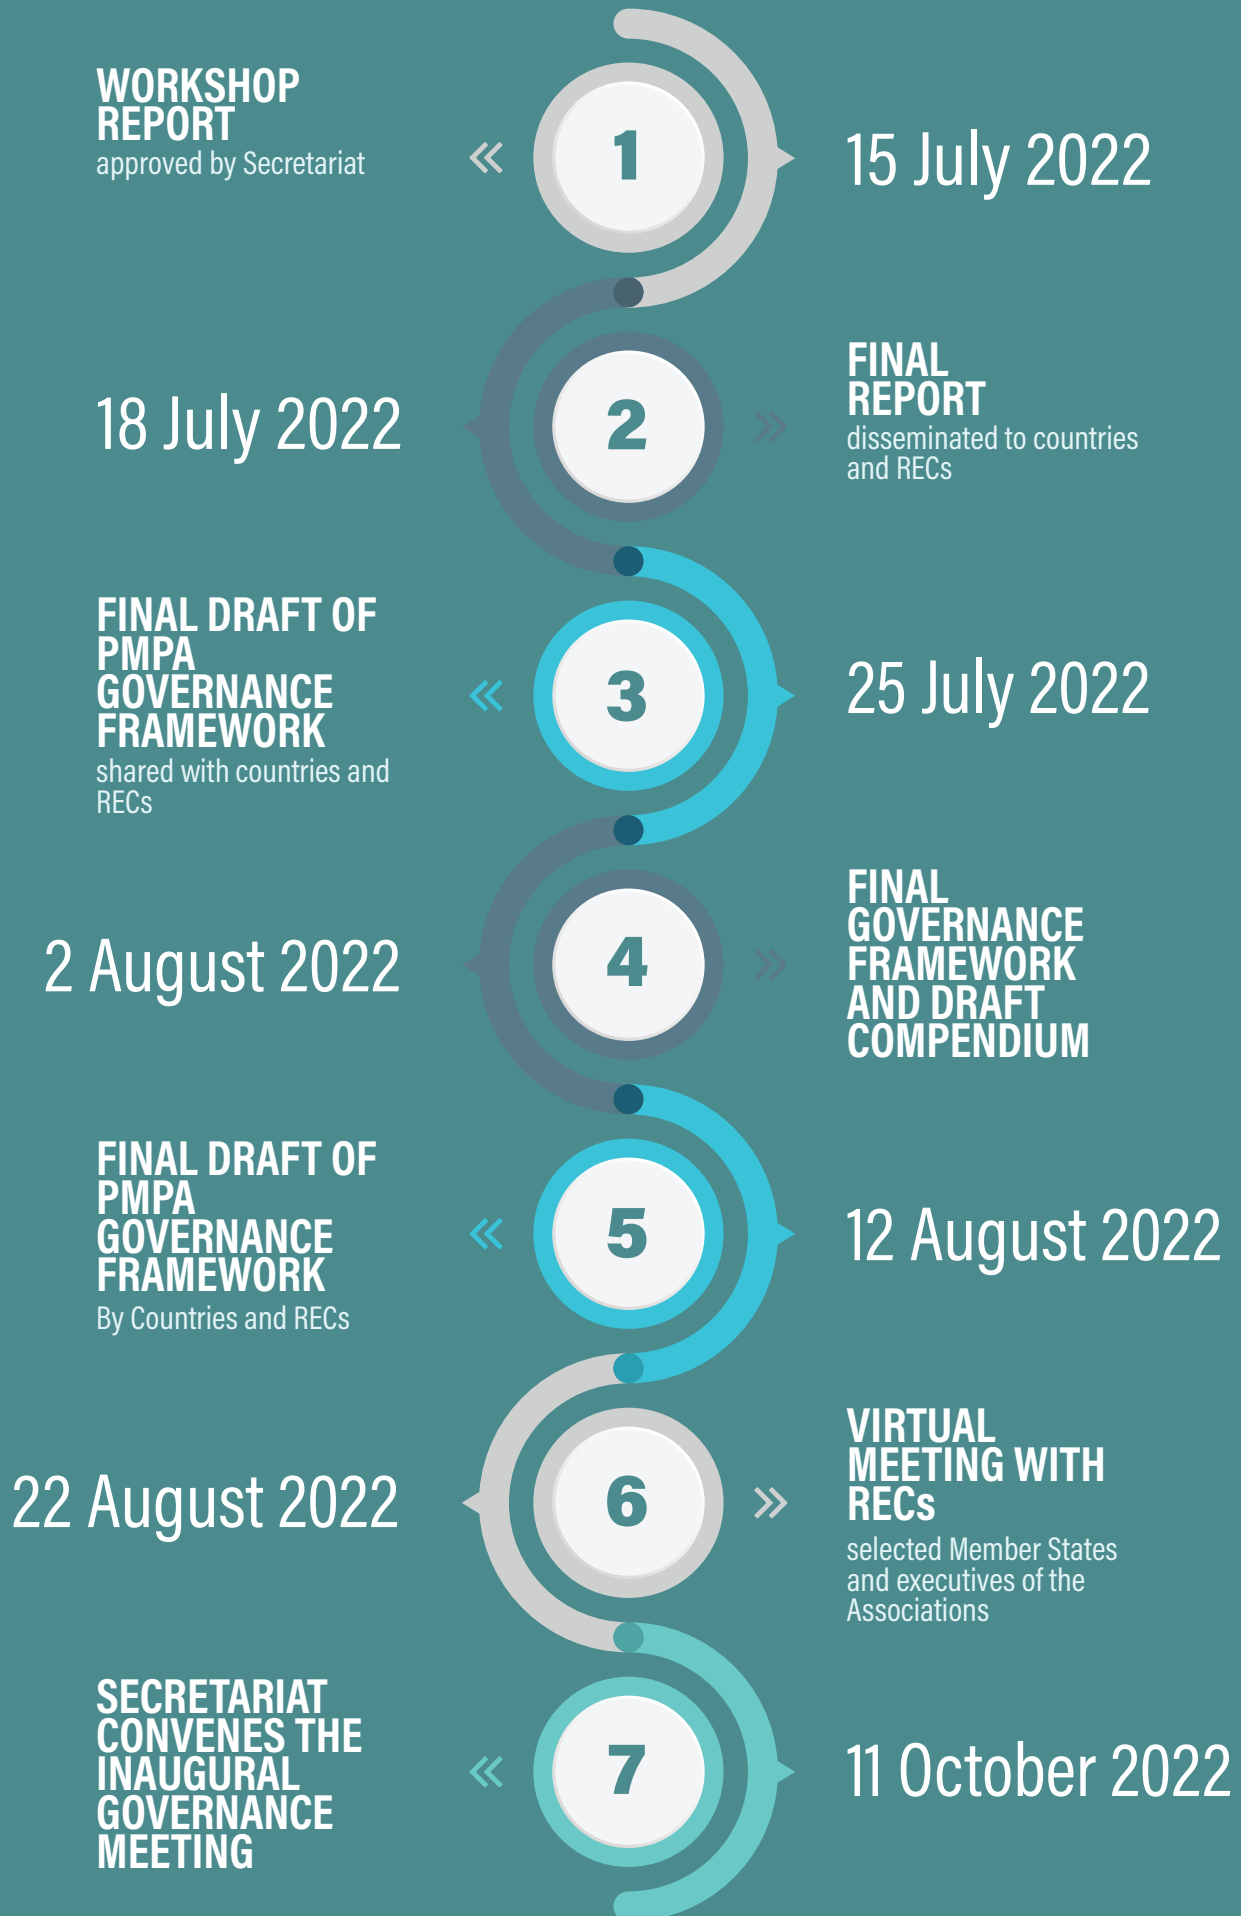 WORKSHOP
REPORT
approved by Secretariat
1
15 July 2022
18 July 2022
2
FINAL
REPORT
disseminated to countries
and RECs
FINAL DRAFT OF
PMPA
GOVERNANCE
FRAMEWORK
shared with countries and
RECs
3
25 July 2022
2 August 2022
4
FINAL
GOVERNANCE
FRAMEWORK
AND DRAFT
COMPENDIUM
FINAL DRAFT OF
PMPA
GOVERNANCE
FRAMEWORK
By Countries and RECs
5
12 August 2022
22 August 2022
6
VIRTUAL
MEETING WITH
RECs
selected Member States
and executives of the
Associations
SECRETARIAT
CONVENES THE
INAUGURAL
GOVERNANCE
MEETING
7
11 October 2022